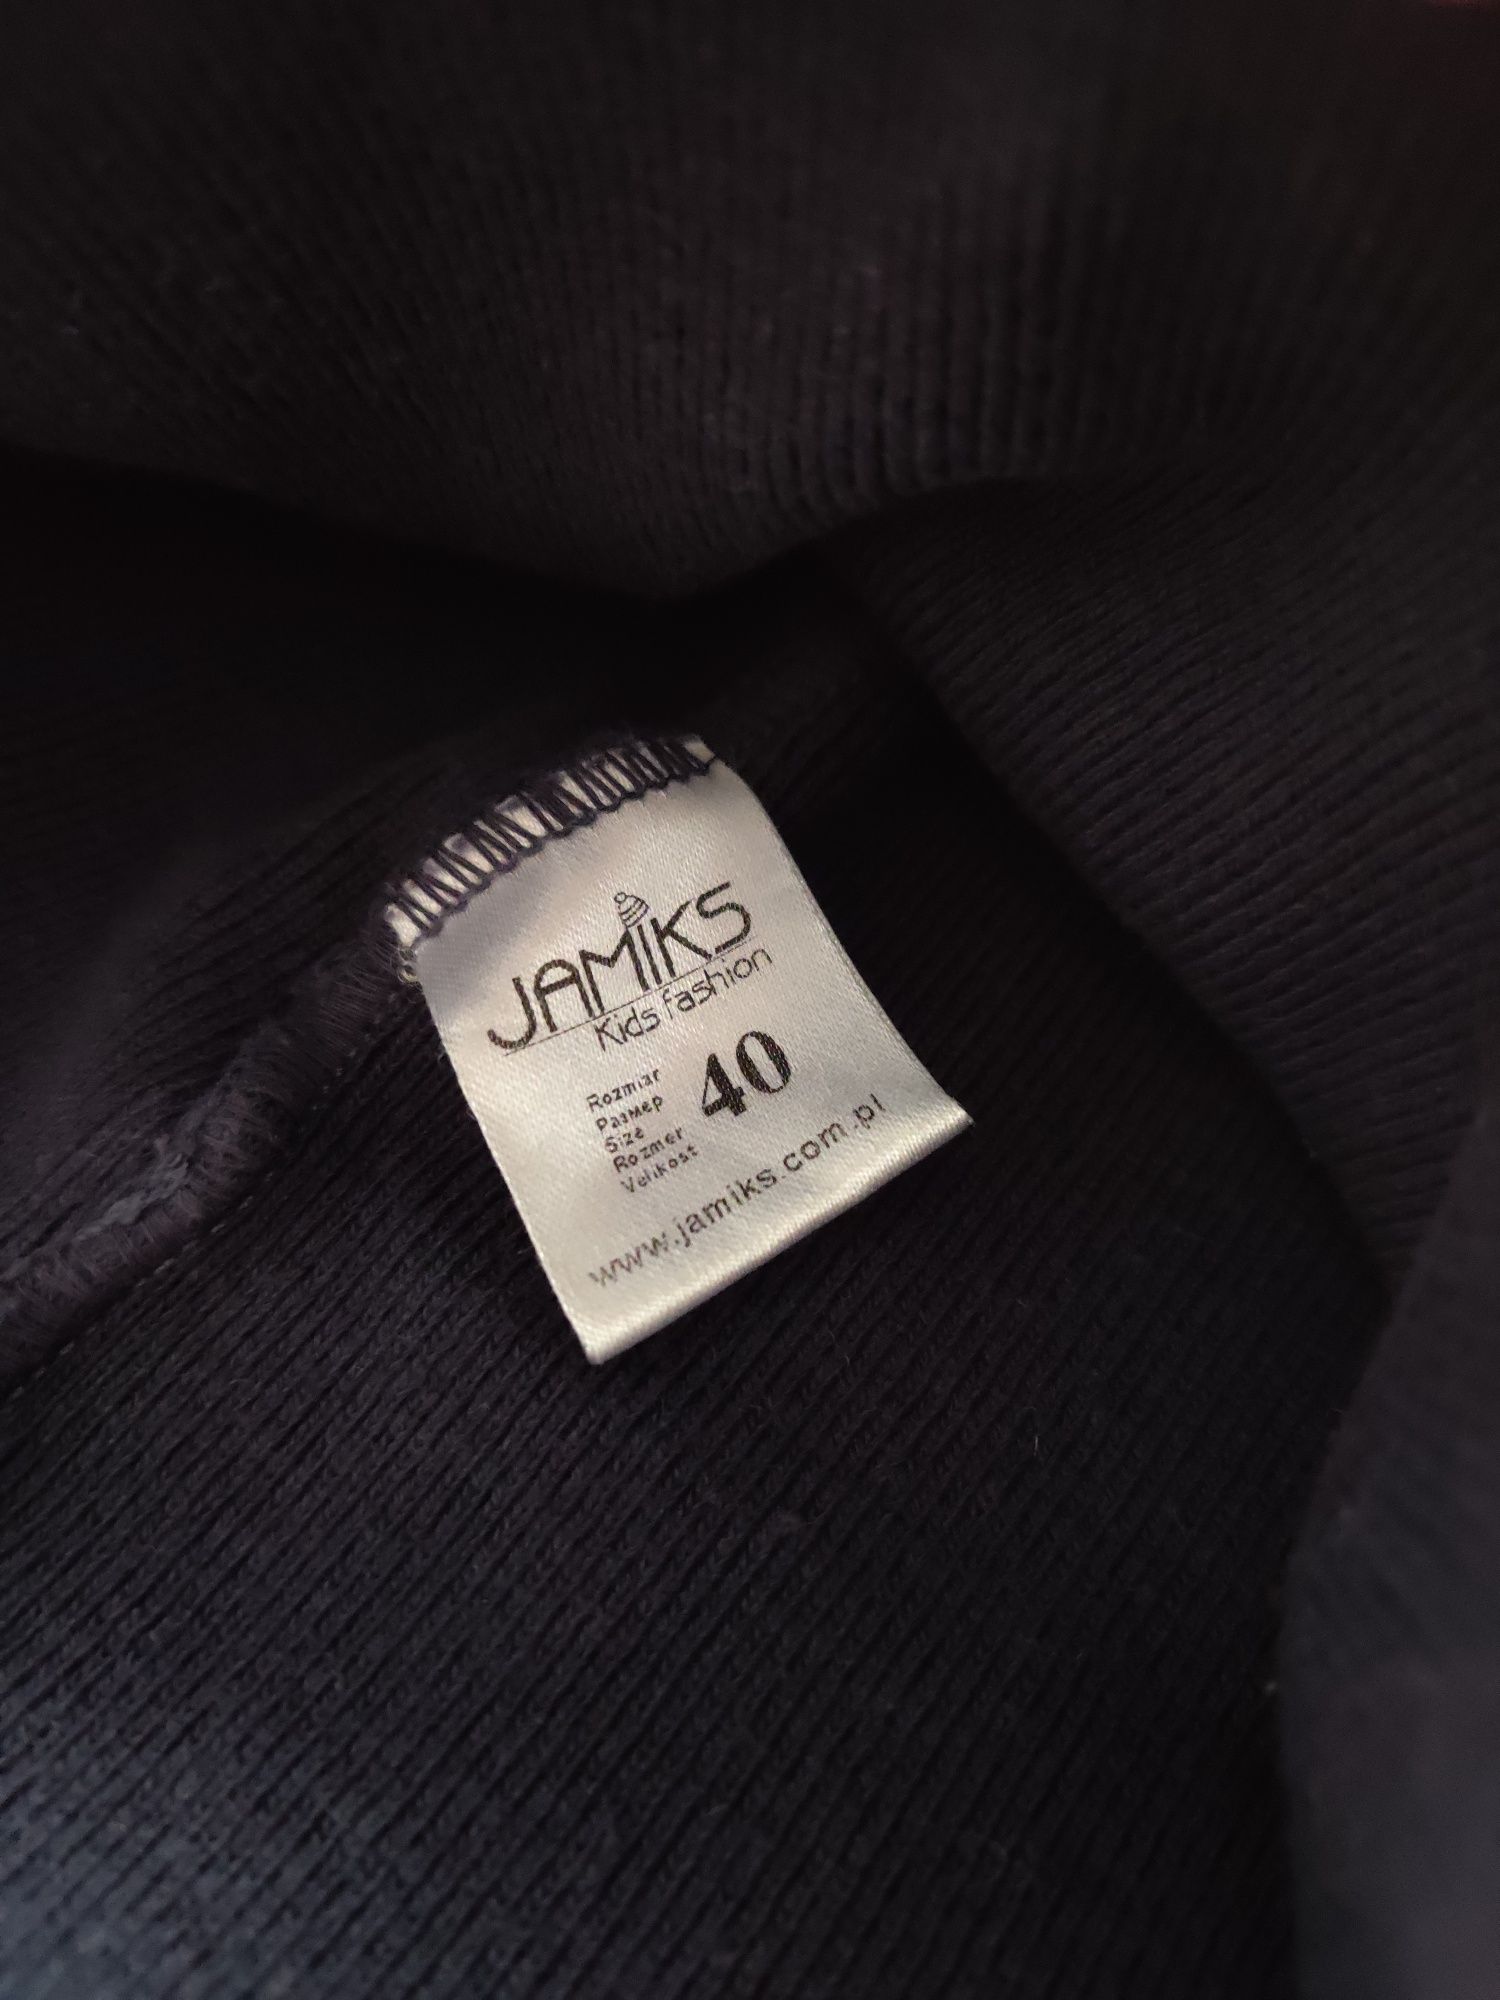 JAMIKS
Kids fashion
Rozmiar
Размер
Size
Rozmer
Velikost
40
www.jamiks.com.pl